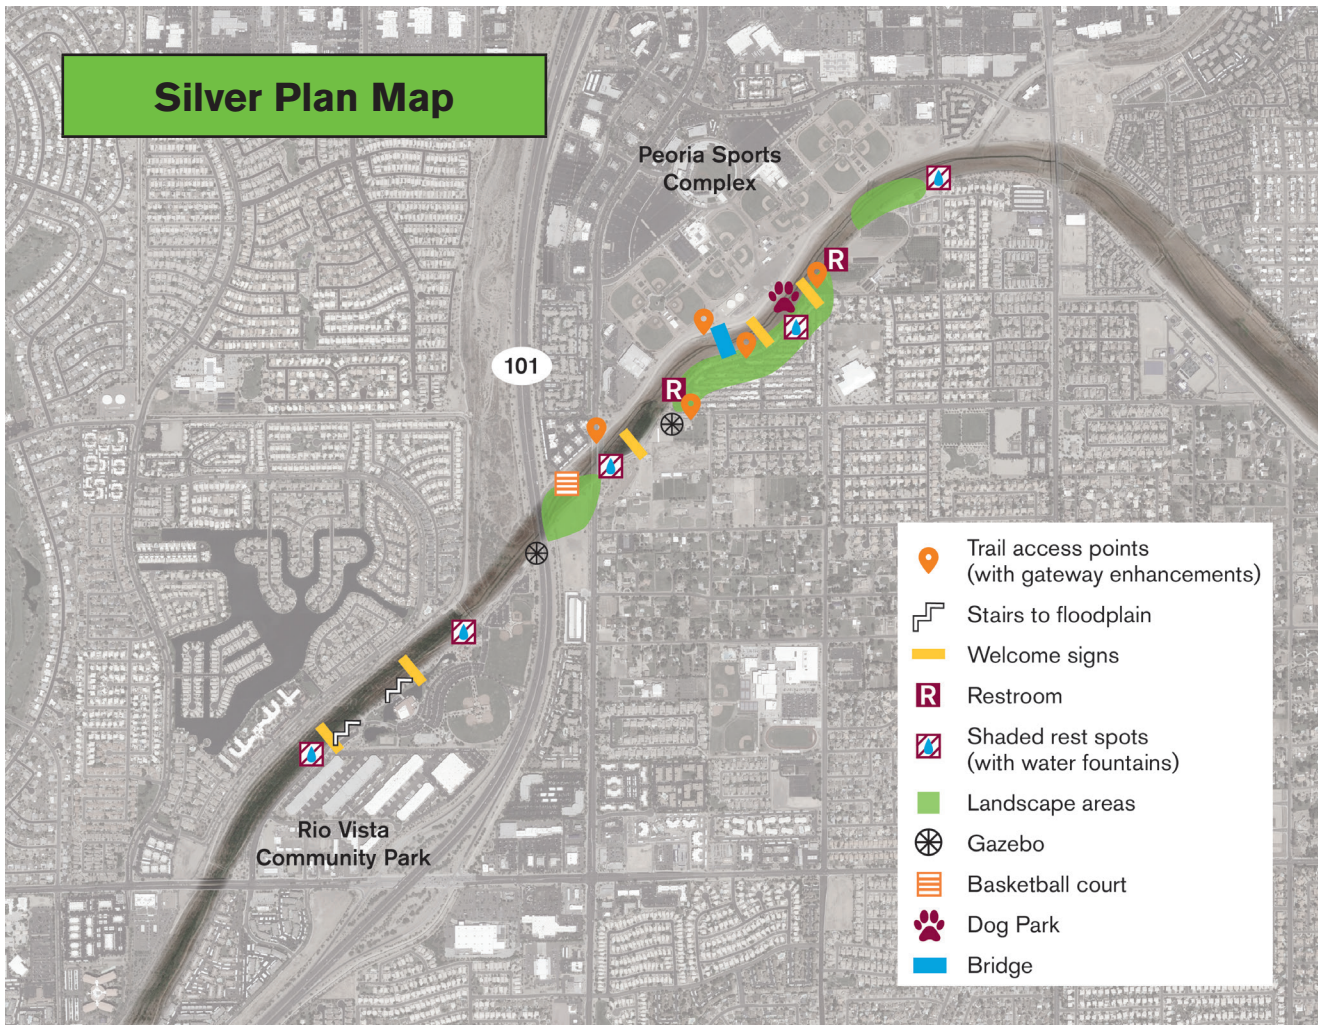 Silver Plan Map
Peoria Sports
Complex
R
101
R
Rio Vista
Community Park
Trail access points
(with gateway enhancements)
Stairs to floodplain
Welcome signs
R
Restroom
Shaded rest spots
(with water fountains)
Landscape areas
Gazebo
Basketball court
Dog Park
Bridge